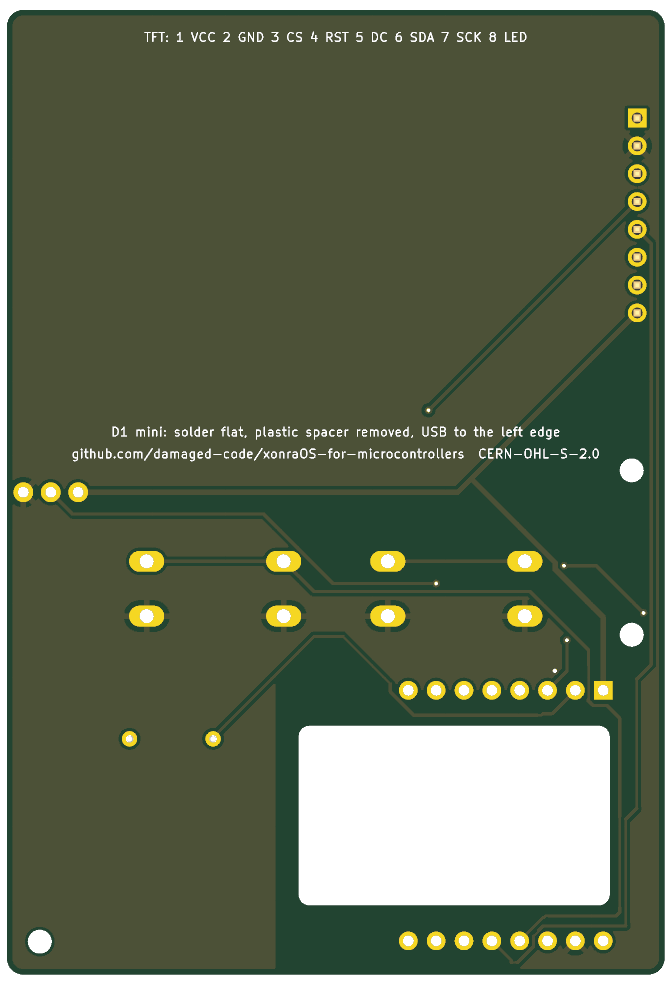 TFT: 1 VCC 2 GND 3 CS 4 RST 5 DC 6 SDA 7 SCK 8 LED
D1 mini: solder flat, plastic spacer removed, USB to the left edge
github.com/damaged-code/xonraOS-for-microcontrollers CERN-OHL-S-2.0